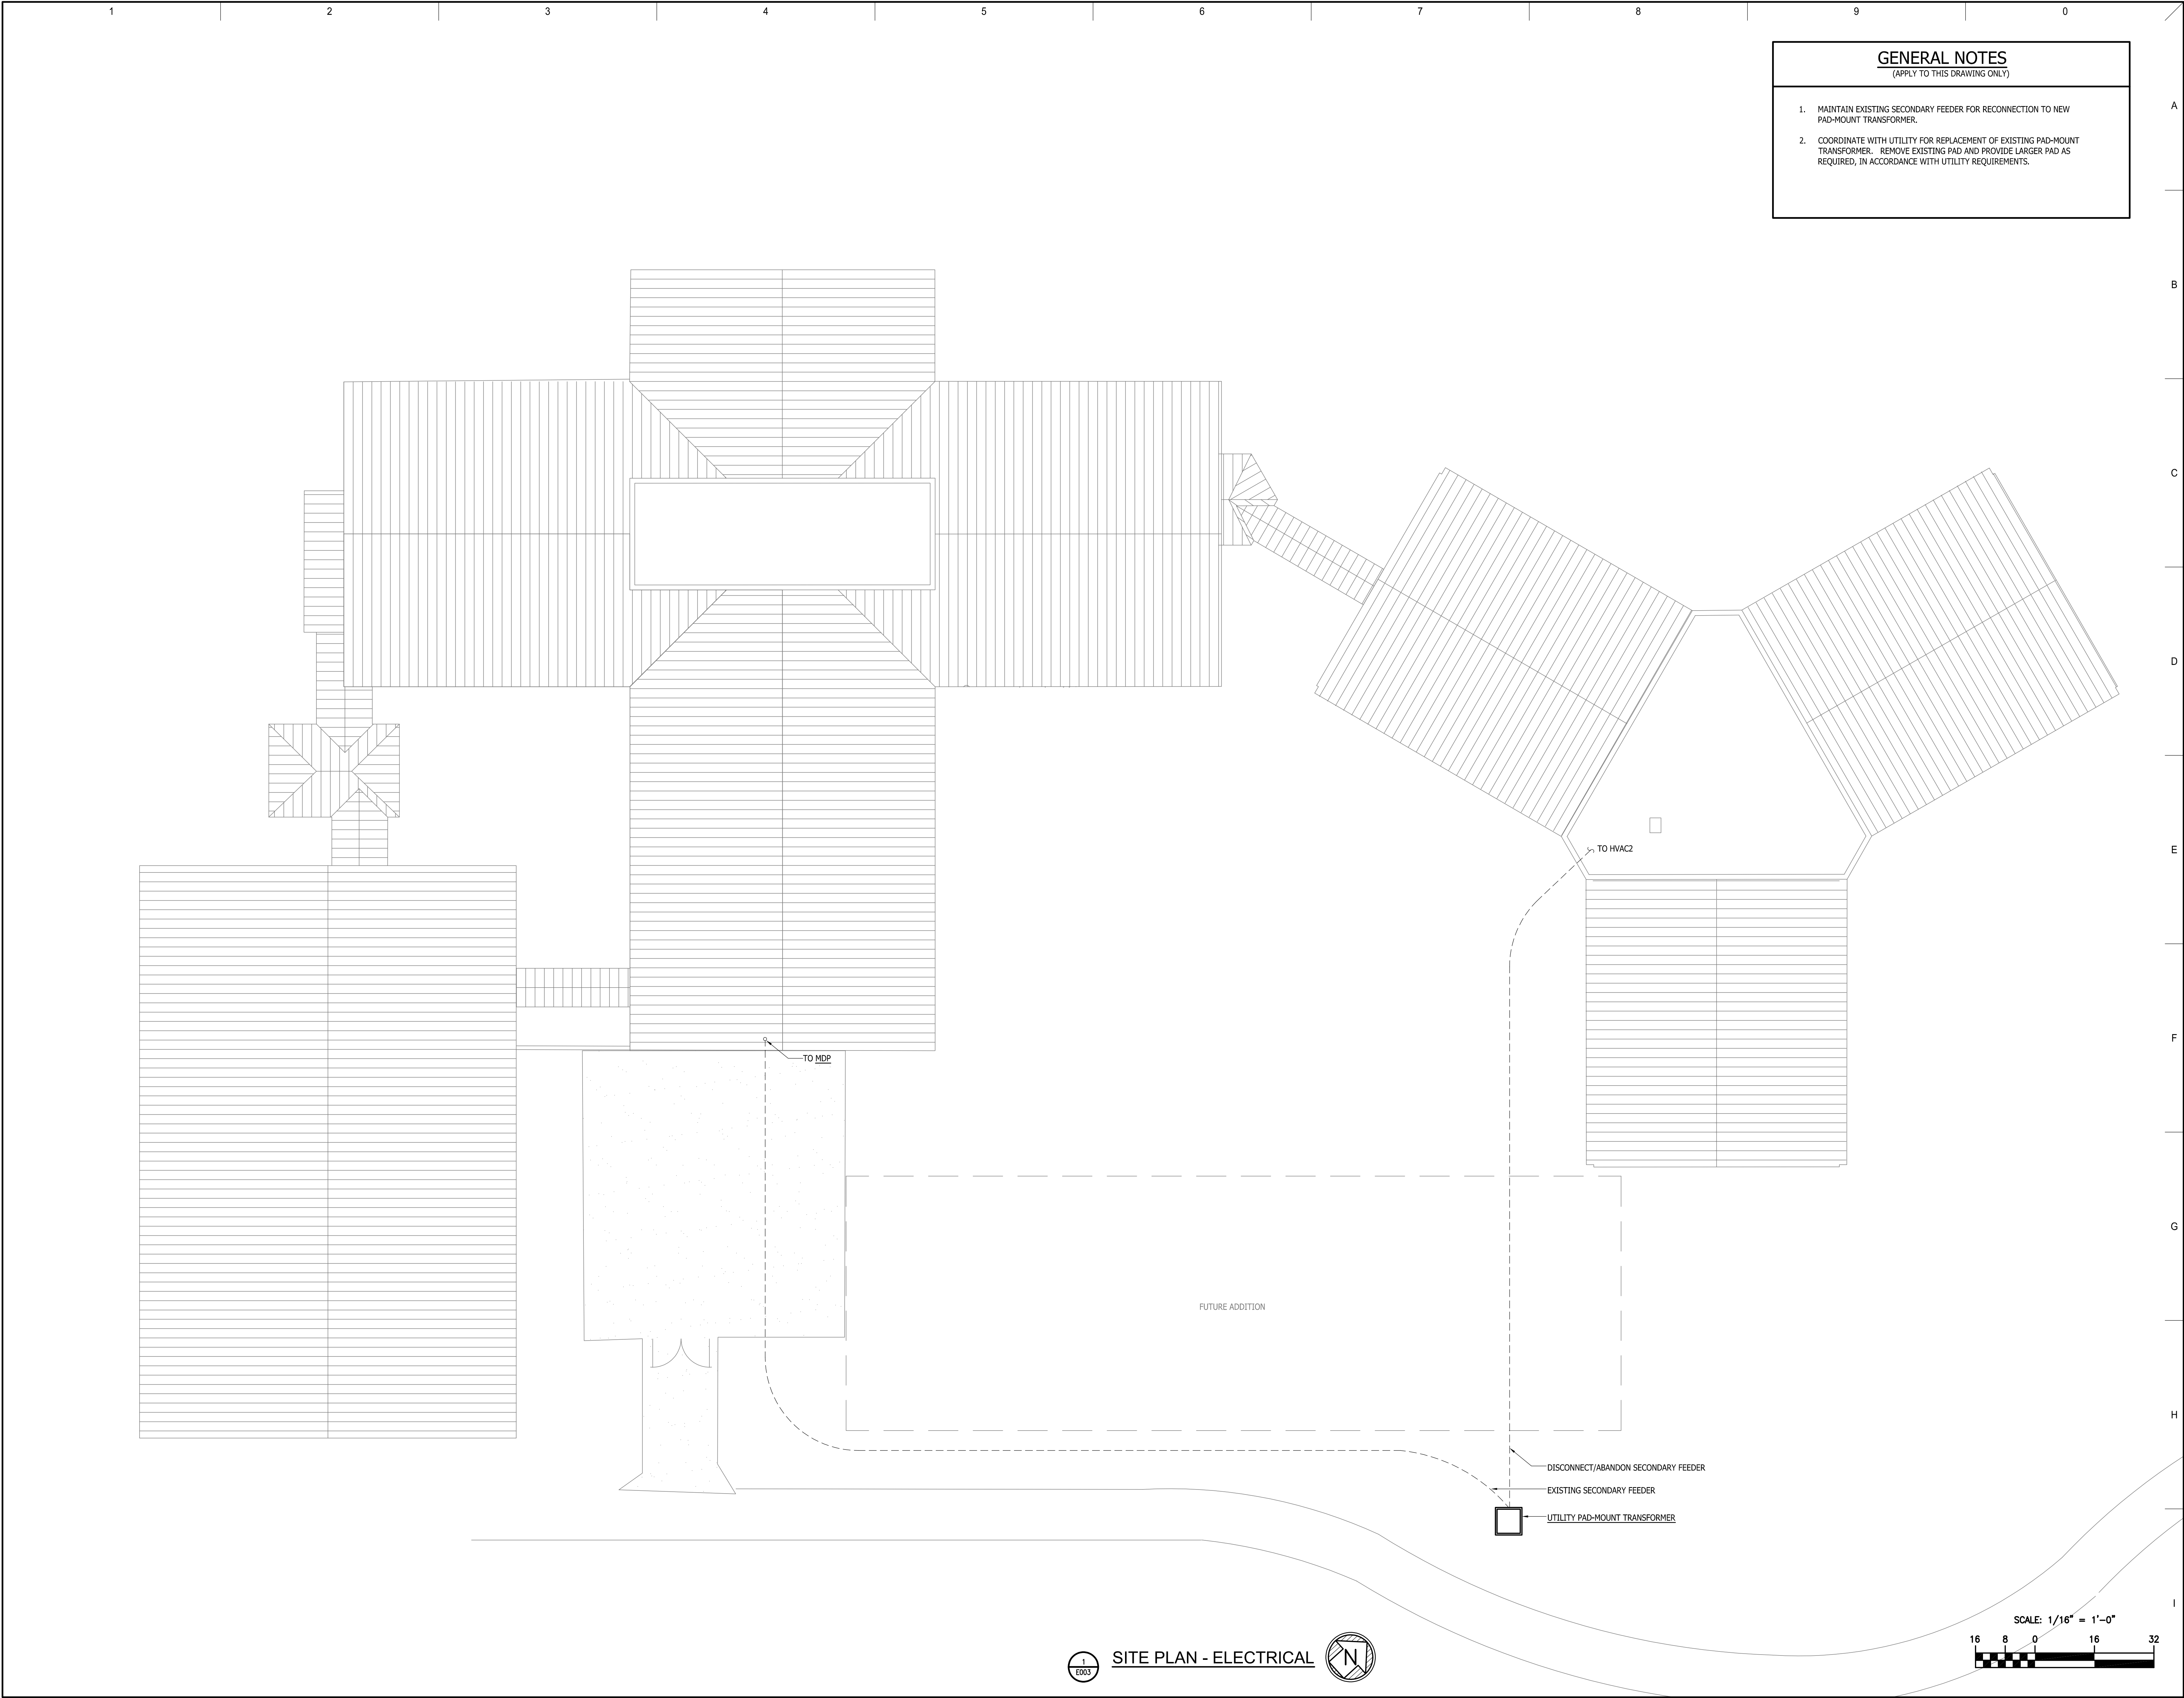 1 2 3 4 5 6 7 8 9 0
GENERAL NOTES
(APPLY TO THIS DRAWING ONLY)
1. MAINTAIN EXISTING SECONDARY FEEDER FOR RECONNECTION TO NEW
PAD-MOUNT TRANSFORMER.
2. COORDINATE WITH UTILITY FOR REPLACEMENT OF EXISTING PAD-MOUNT
TRANSFORMER. REMOVE EXISTING PAD AND PROVIDE LARGER PAD AS
REQUIRED, IN ACCORDANCE WITH UTILITY REQUIREMENTS.
A
B
C
D
E
F
G
H
I
TO HVAC2
TO MDP
FUTURE ADDITION
DISCONNECT/ABANDON SECONDARY FEEDER
EXISTING SECONDARY FEEDER
UTILITY PAD-MOUNT TRANSFORMER
1
E003
SITE PLAN - ELECTRICAL
N
SCALE: 1/16" = 1'-0"
16 8 0 16 32